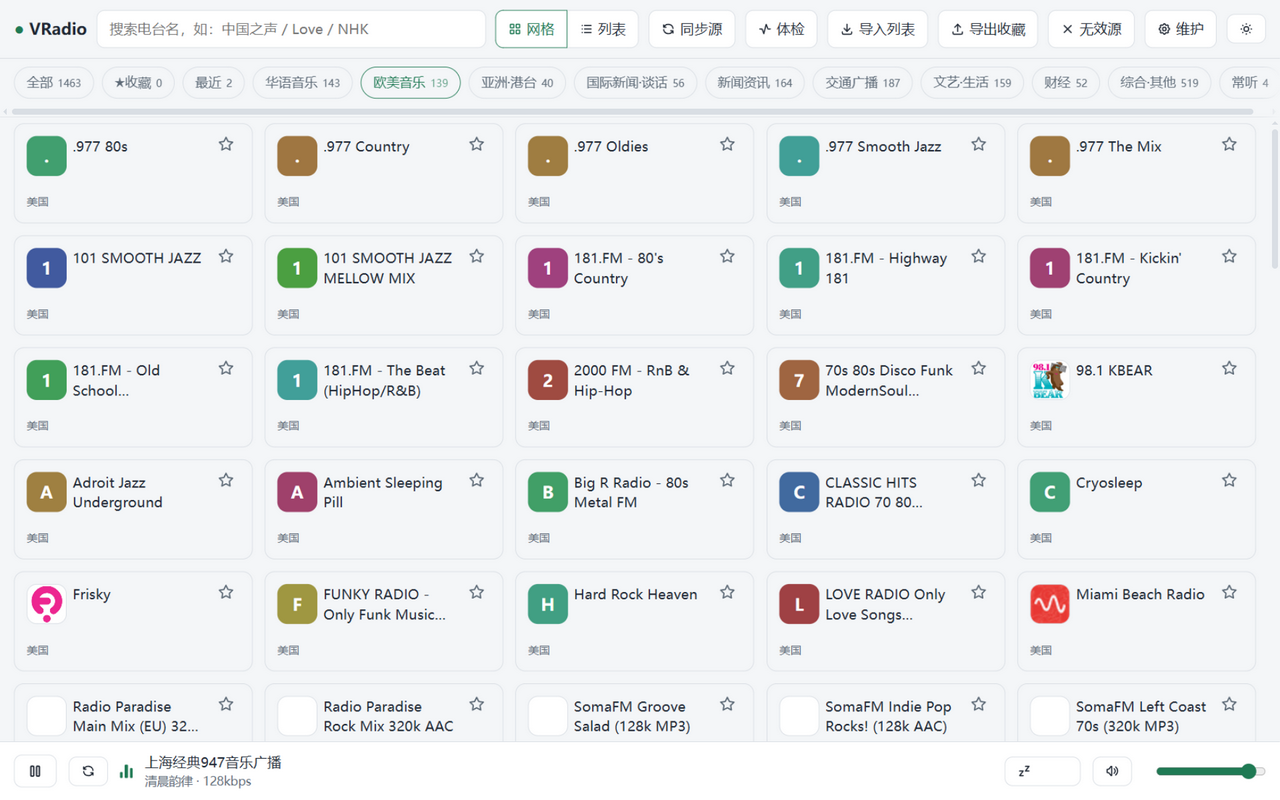 VRadio 搜索电台名，如：中国之声 / Love / NHK 网格 列表 同步源 体检 导入列表 导出收藏 无效源 维护
全部 1463 ★收藏 0 最近 2 华语音乐 143 欧美音乐 139 亚洲·港台 40 国际新闻·谈话 56 新闻资讯 164 交通广播 187 文艺·生活 159 财经 52 综合·其他 519 常听 4
. .977 80s
美国
. .977 Country
美国
. .977 Oldies
美国
. .977 Smooth Jazz
美国
. .977 The Mix
美国
1 101 SMOOTH JAZZ
美国
1 101 SMOOTH JAZZ
MELLOW MIX
美国
1 181.FM - 80's
Country
美国
1 181.FM - Highway
181
美国
1 181.FM - Kickin'
Country
美国
1 181.FM - Old
School...
美国
1 181.FM - The Beat
(HipHop/R&B)
美国
2 2000 FM - RnB &
Hip-Hop
美国
7 70s 80s Disco Funk
ModernSoul...
美国
98.1 KBEAR 98.1 KBEAR
美国
A Adroit Jazz
Underground
美国
A Ambient Sleeping
Pill
美国
B Big R Radio - 80s
Metal FM
美国
C CLASSIC HITS
RADIO 70 80...
美国
C Cryosleep
美国
Frisky
美国
F FUNKY RADIO -
Only Funk Music...
美国
H Hard Rock Heaven
美国
L LOVE RADIO Only
Love Songs...
美国
Miami Beach Radio
美国
Radio Paradise
Main Mix (EU) 32...
Radio Paradise
Rock Mix 320k AAC
SomaFM Groove
Salad (128k MP3)
SomaFM Indie Pop
Rocks! (128k AAC)
SomaFM Left Coast
70s (320k MP3)
上海经典947音乐广播
清晨韵律 · 128kbps
zz